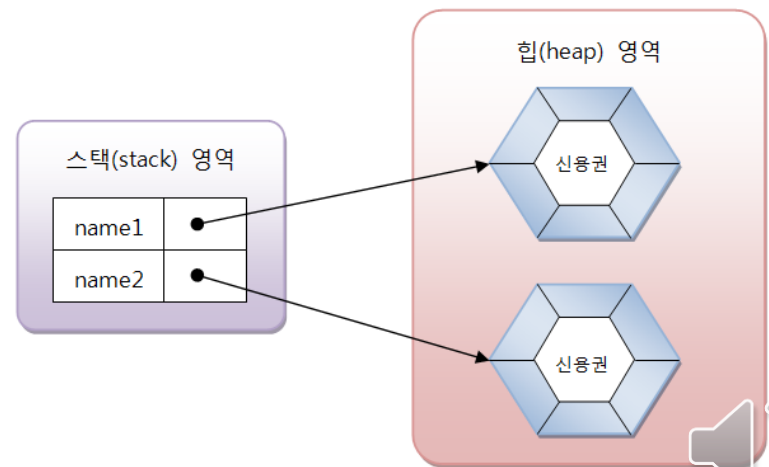 스택(stack) 영역
name1
name2
힙(heap) 영역
신용권
신용권